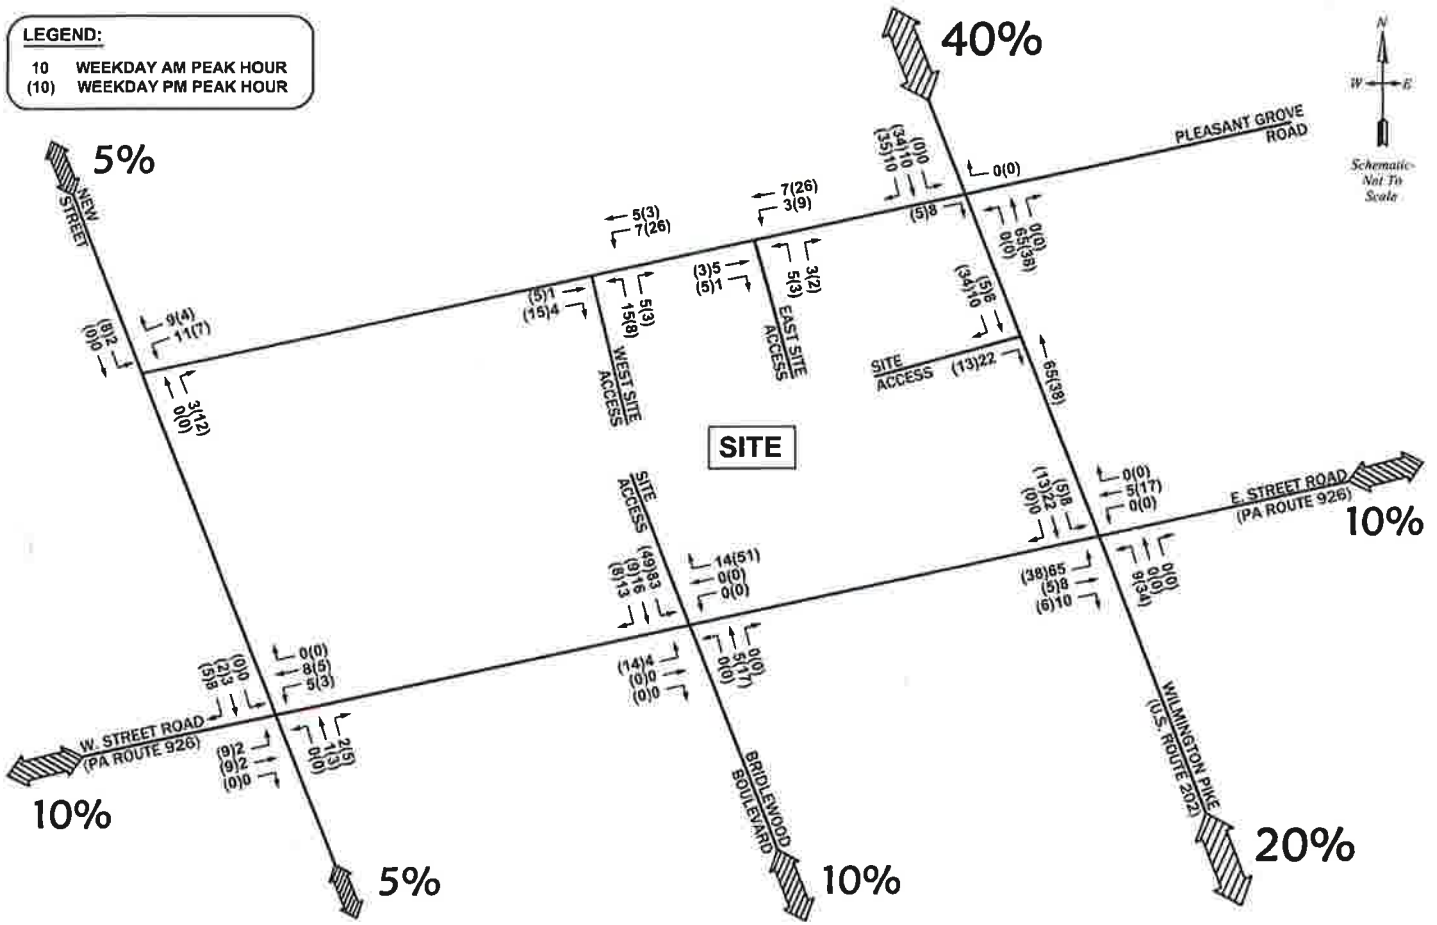 LEGEND:
10 WEEKDAY AM PEAK HOUR
(10) WEEKDAY PM PEAK HOUR
40%
N
W E
Schematic-
Not To
Scale
PLEASANT GROVE
ROAD
5%
NEW
STREET
(35)10
(34)10
(0)0
0(0)
(5)8
0(0)
65(38)
0(0)
7(26)
3(9)
5(3)
7(26)
(3)5
(5)1
5(3)
3(2)
EAST SITE
ACCESS
(5)1
(15)4
15(8)
5(3)
WEST SITE
ACCESS
(34)10
(5)6
SITE
ACCESS
(13)22
65(38)
9(4)
11(7)
(0)0
(8)2
0(0)
3(12)
SITE
SITE
ACCESS
(8)13
(9)16
(49)83
14(51)
0(0)
0(0)
(14)4
(0)0
(0)0
0(0)
5(17)
0(0)
(0)0
(13)22
(5)8
0(0)
5(17)
0(0)
E. STREET ROAD
(PA ROUTE 926)
10%
(38)65
(5)8
(6)10
9(34)
0(0)
0(0)
(5)8
(2)3
(0)0
0(0)
8(5)
5(3)
W. STREET ROAD
(PA ROUTE 926)
10%
(9)2
(9)2
(0)0
0(0)
1(3)
2(5)
5%
BRIDLEWOOD
BOULEVARD
10%
WILMINGTON PIKE
(U.S. ROUTE 202)
20%